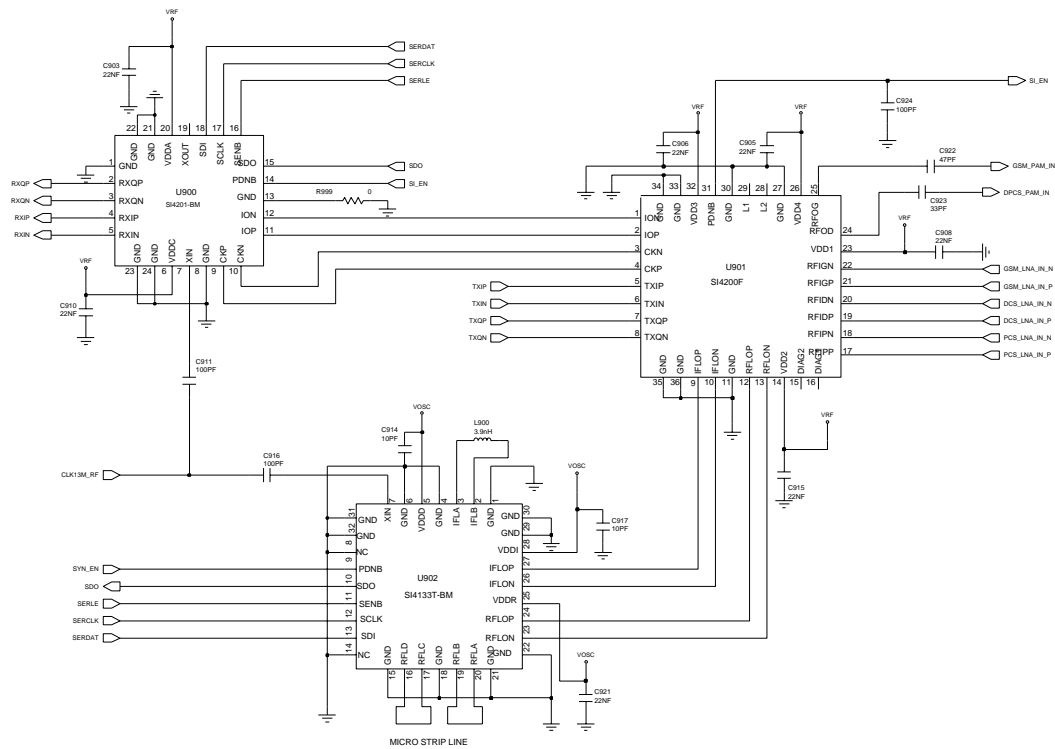 VRF
C903
22NF
SERDAT
SERCLK
SERLE
22 21 20 19 18 17 16
GND GND VDDA XOUT SDI SCLK SENB
1 GND
RXQP 2 RXQP
RXQN 3 RXQN
RXIP 4 RXIP
RXIN 5 RXIN
U900
SI4201-BM
SDO 15 SDO
PDNB 14 SI_EN
GND 13 R999 0
ION 12
IOP 11
GND GND VDDC XIN GND GND CKP CKN
23 24 6 7 8 9 10
VRF
C910
22NF
C911
100PF
SI_EN
C924
100PF
VRF
VRF
C906
22NF
C905
22NF
C922
47PF
GSM_PAM_IN
DPCS_PAM_IN
C923
33PF
34 33 32 31 30 29 28 27 26 25
GND GND VDD3 PDNB GND L1 L2 GND VDD4 RFOG
1 ION
2 IOP
3 CKN
4 CKP
TXIP 5 TXIP
TXIN 6 TXIN
TXQP 7 TXQP
TXQN 8 TXQN
U901
SI4200F
RFOD 24
VDD1 23
VRF
C908
22NF
RFIGN 22 GSM_LNA_IN_N
RFIGP 21 GSM_LNA_IN_P
RFIDN 20 DCS_LNA_IN_N
RFIDP 19 DCS_LNA_IN_P
RFIPN 18 PCS_LNA_IN_N
RFIPP 17 PCS_LNA_IN_P
GND GND IFLOP IFLON GND RFLOP RFLON VDD2 DIAG2 DIAG1
35 36 9 10 11 12 13 14 15 16
VRF
C915
22NF
CLK13M_RF
C916
100PF
VOSC
C914
10PF
L900
3.9nH
7 6 5 4 3 2 1
XIN GND VDDD GND IFLA IFLB GND
31 GND
32 GND
8 NC
SYN_EN 9 PDNB
SDO 10 SDO
SERLE 11 SENB
SERCLK 12 SCLK
SERDAT 13 SDI
14 NC
U902
SI4133T-BM
GND 30
GND 29
VDDI 28
IFLOP 27
IFLON 26
VDDR 25
RFLOP 24
RFLON 23
GND 22
VOSC
C917
10PF
GND RFLD RFLC GND RFLB RFLA GND
15 16 17 18 19 20 21
VOSC
C921
22NF
MICRO STRIP LINE